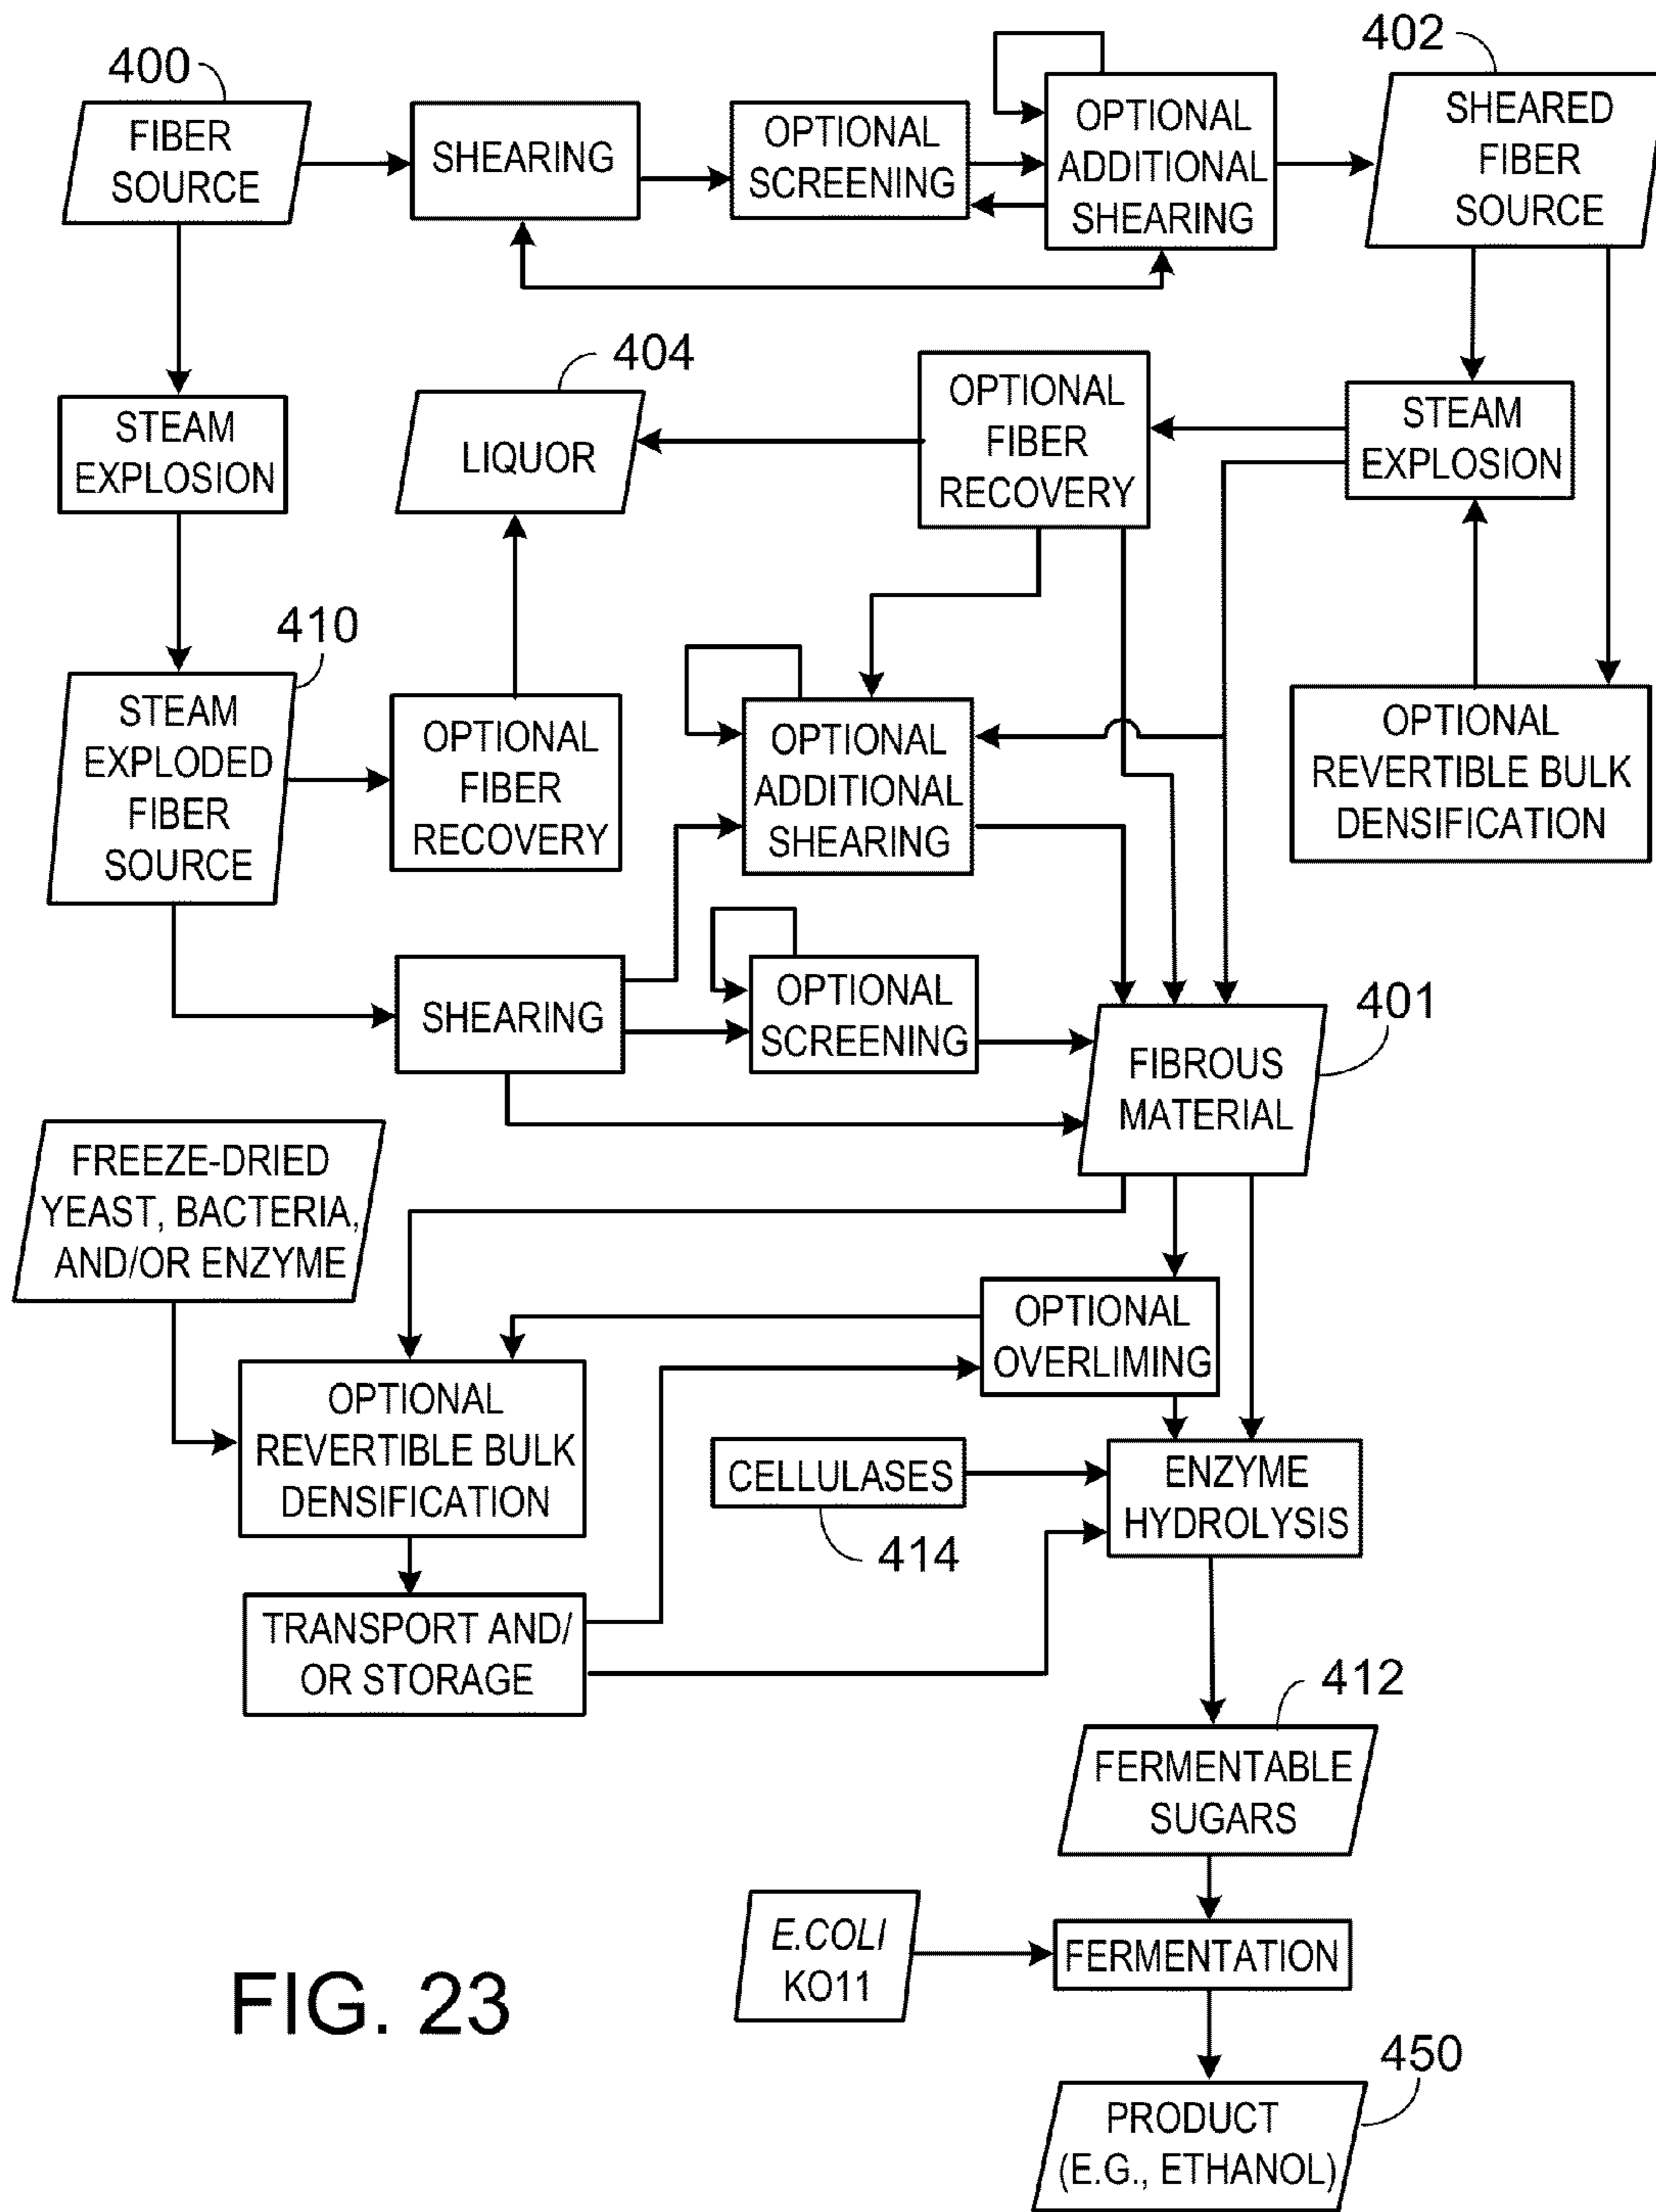 400
FIBER
SOURCE
SHEARING
OPTIONAL
SCREENING
OPTIONAL
ADDITIONAL
SHEARING
402
SHEARED
FIBER
SOURCE
STEAM
EXPLOSION
404
LIQUOR
OPTIONAL
FIBER
RECOVERY
STEAM
EXPLOSION
410
STEAM
EXPLODED
FIBER
SOURCE
OPTIONAL
FIBER
RECOVERY
OPTIONAL
ADDITIONAL
SHEARING
OPTIONAL
REVERTIBLE BULK
DENSIFICATION
SHEARING
OPTIONAL
SCREENING
401
FIBROUS
MATERIAL
FREEZE-DRIED
YEAST, BACTERIA,
AND/OR ENZYME
OPTIONAL
OVERLIMING
OPTIONAL
REVERTIBLE BULK
DENSIFICATION
CELLULASES
414
ENZYME
HYDROLYSIS
TRANSPORT AND/
OR STORAGE
412
FERMENTABLE
SUGARS
E.COLI
KO11
FERMENTATION
FIG. 23
450
PRODUCT
(E.G., ETHANOL)